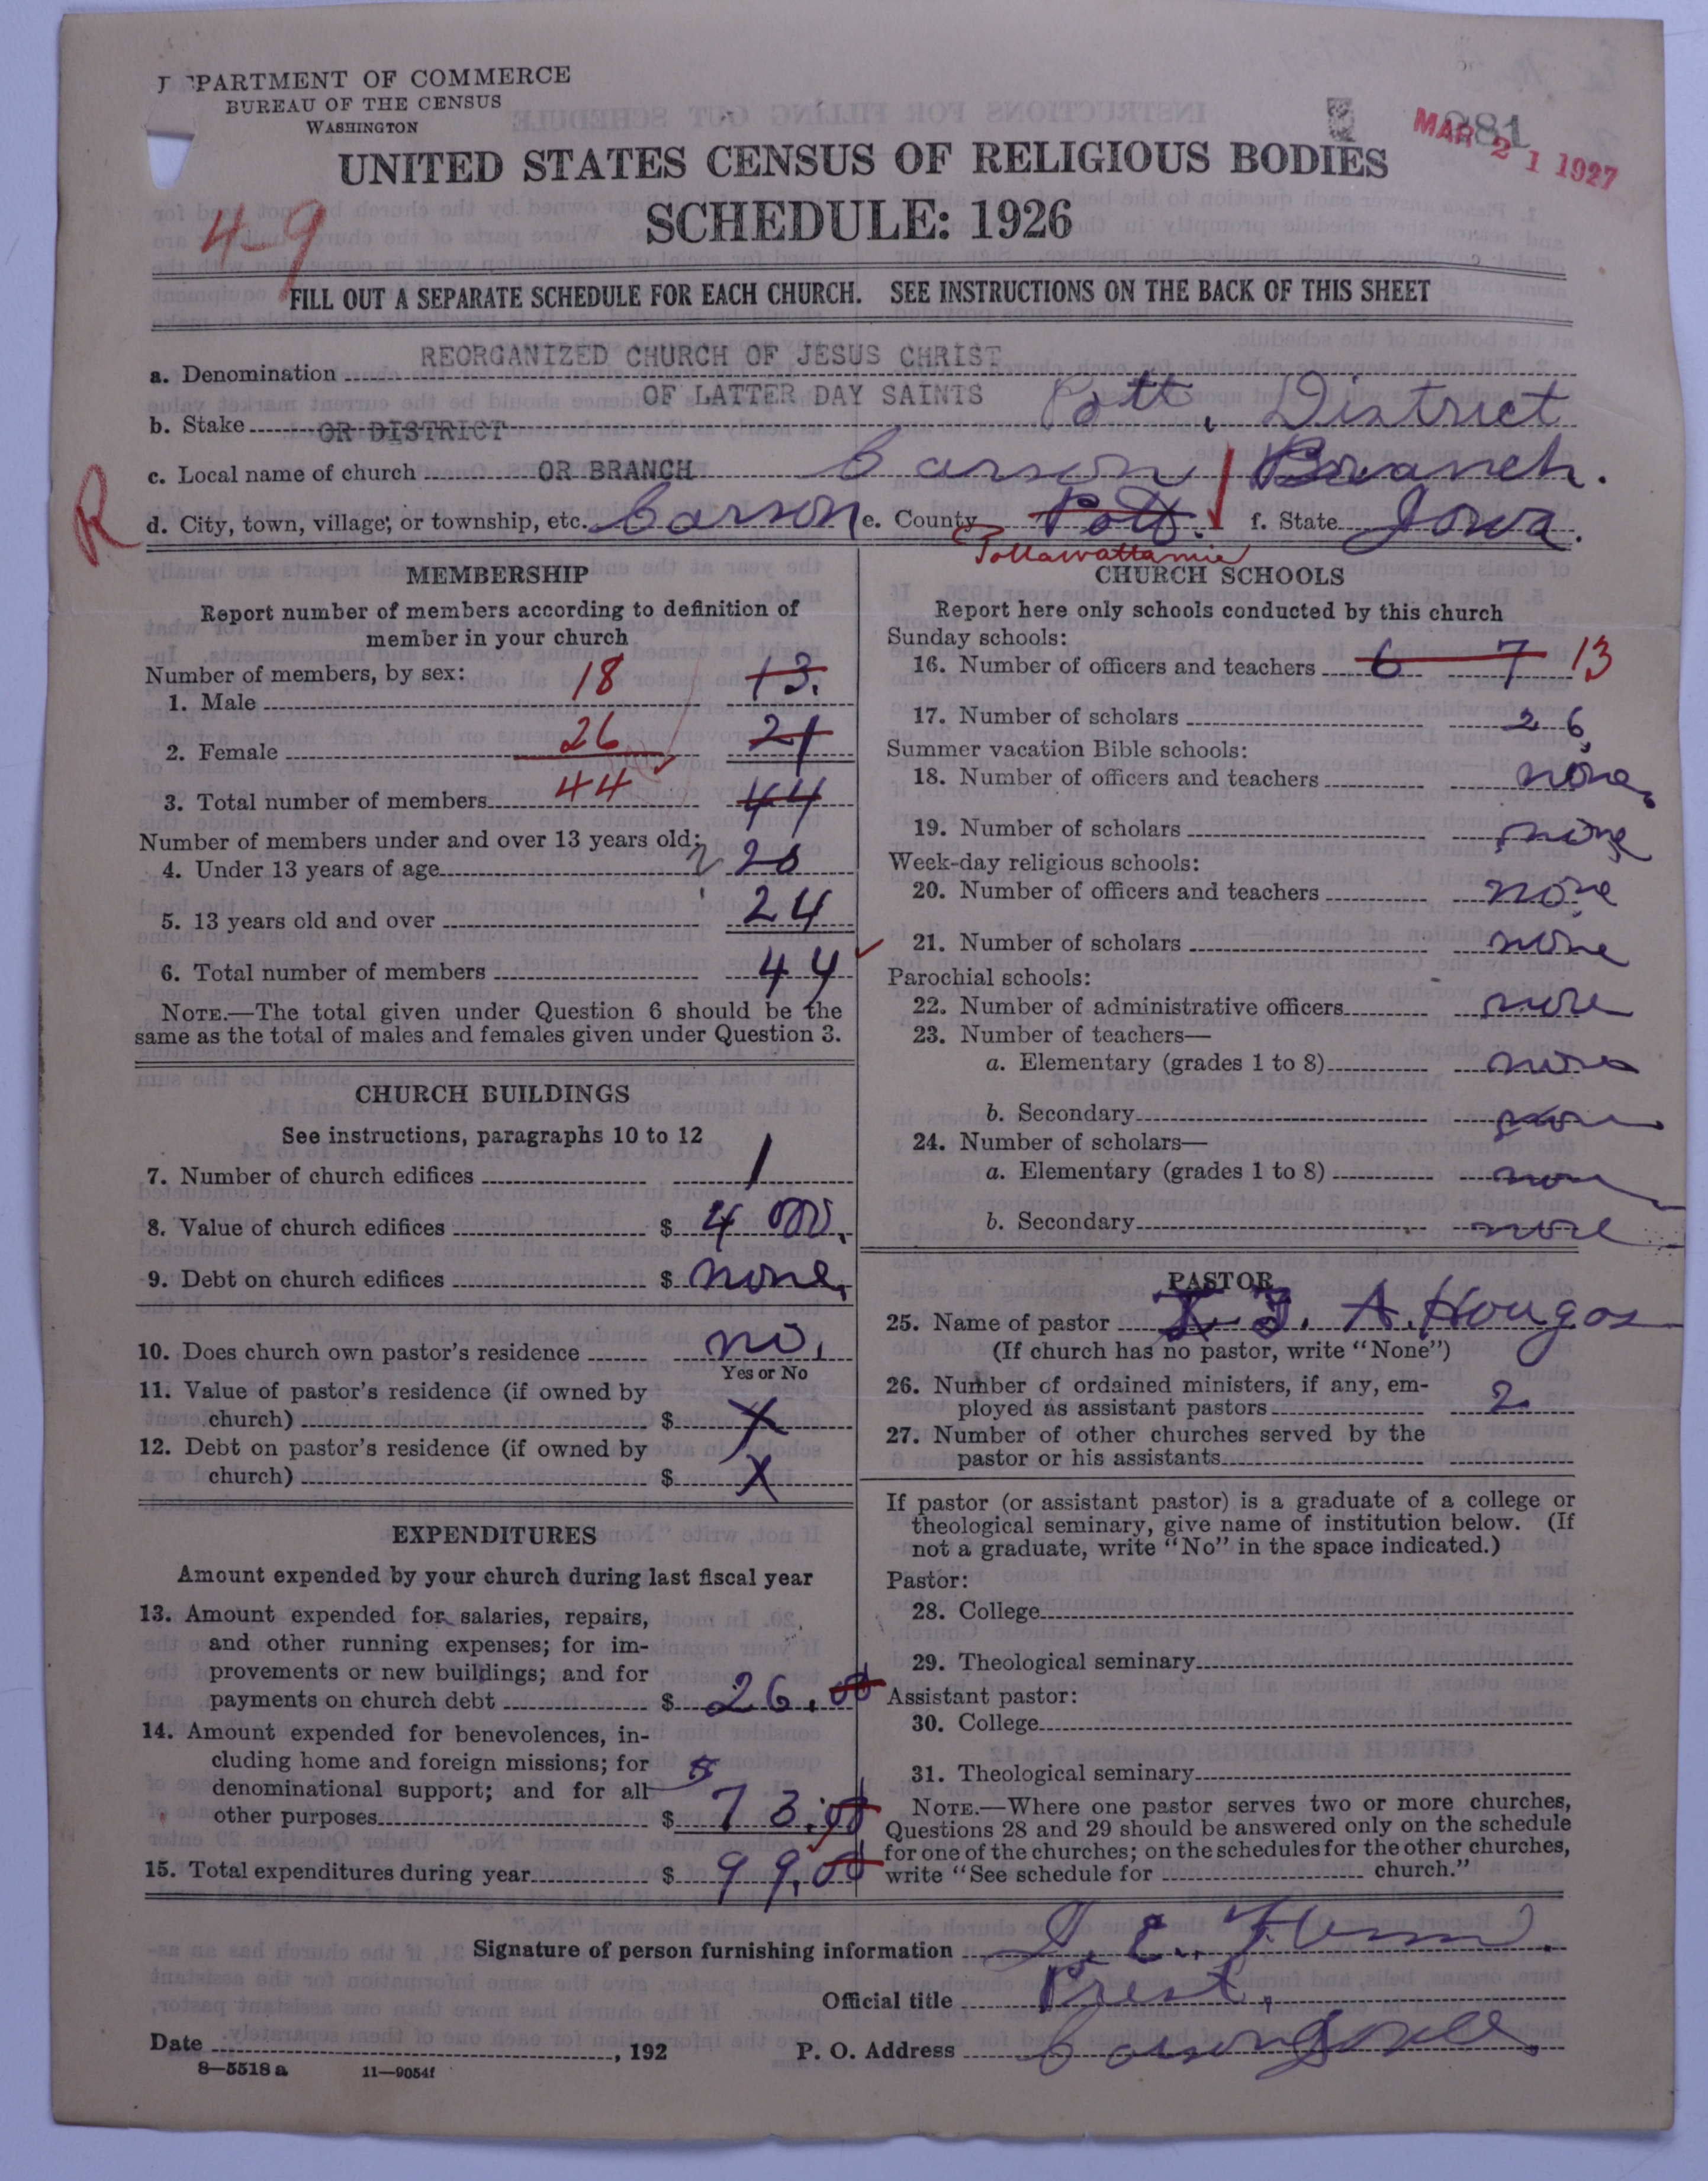 DEPARTMENT OF COMMERCE
BUREAU OF THE CENSUS
WASHINGTON
281
MAR 21 1927
UNITED STATES CENSUS OF RELIGIOUS BODIES
SCHEDULE: 1926
49
FILL OUT A SEPARATE SCHEDULE FOR EACH CHURCH. SEE INSTRUCTIONS ON THE BACK OF THIS SHEET
REORGANIZED CHURCH OF JESUS CHRIST
a. Denomination
OF LATTER DAY SAINTS
b. Stake OR DISTRICT Pott. District
c. Local name of church OR BRANCH Carson Branch.
R
d. City, town, village, or township, etc. Carson e. County Pott. f. State Iowa.
Pottawattamie
MEMBERSHIP
Report number of members according to definition of
member in your church
Number of members, by sex:
1. Male 18 13.
2. Female 26 21
3. Total number of members 44 44
Number of members under and over 13 years old:
4. Under 13 years of age 20
5. 13 years old and over 24
6. Total number of members 44
NOTE.—The total given under Question 6 should be the
same as the total of males and females given under Question 3.
CHURCH BUILDINGS
See instructions, paragraphs 10 to 12
7. Number of church edifices 1
8. Value of church edifices $ 4 000.
9. Debt on church edifices $ none.
10. Does church own pastor's residence no.
Yes or No
11. Value of pastor's residence (if owned by
church) $ X
12. Debt on pastor's residence (if owned by
church) $ X
EXPENDITURES
Amount expended by your church during last fiscal year
13. Amount expended for salaries, repairs,
and other running expenses; for im-
provements or new buildings; and for
payments on church debt $ 26.00
14. Amount expended for benevolences, in-
cluding home and foreign missions; for
denominational support; and for all
other purposes $ 73.00
15. Total expenditures during year $ 99.00
CHURCH SCHOOLS
Report here only schools conducted by this church
Sunday schools:
16. Number of officers and teachers 6 7 13
17. Number of scholars 26
Summer vacation Bible schools:
18. Number of officers and teachers none
19. Number of scholars none
Week-day religious schools:
20. Number of officers and teachers none
21. Number of scholars none
Parochial schools:
22. Number of administrative officers none
23. Number of teachers—
a. Elementary (grades 1 to 8) none
b. Secondary none
24. Number of scholars—
a. Elementary (grades 1 to 8) none
b. Secondary none
PASTOR
25. Name of pastor J. A. Hougas
(If church has no pastor, write "None")
26. Number of ordained ministers, if any, em-
ployed as assistant pastors 2
27. Number of other churches served by the
pastor or his assistants
If pastor (or assistant pastor) is a graduate of a college or
theological seminary, give name of institution below. (If
not a graduate, write "No" in the space indicated.)
Pastor:
28. College
29. Theological seminary
Assistant pastor:
30. College
31. Theological seminary
NOTE.—Where one pastor serves two or more churches,
Questions 28 and 29 should be answered only on the schedule
for one of the churches; on the schedules for the other churches,
write "See schedule for church."
Signature of person furnishing information
Official title Prest.
Date , 192 P. O. Address Carson
8—5518 a 11—9054f